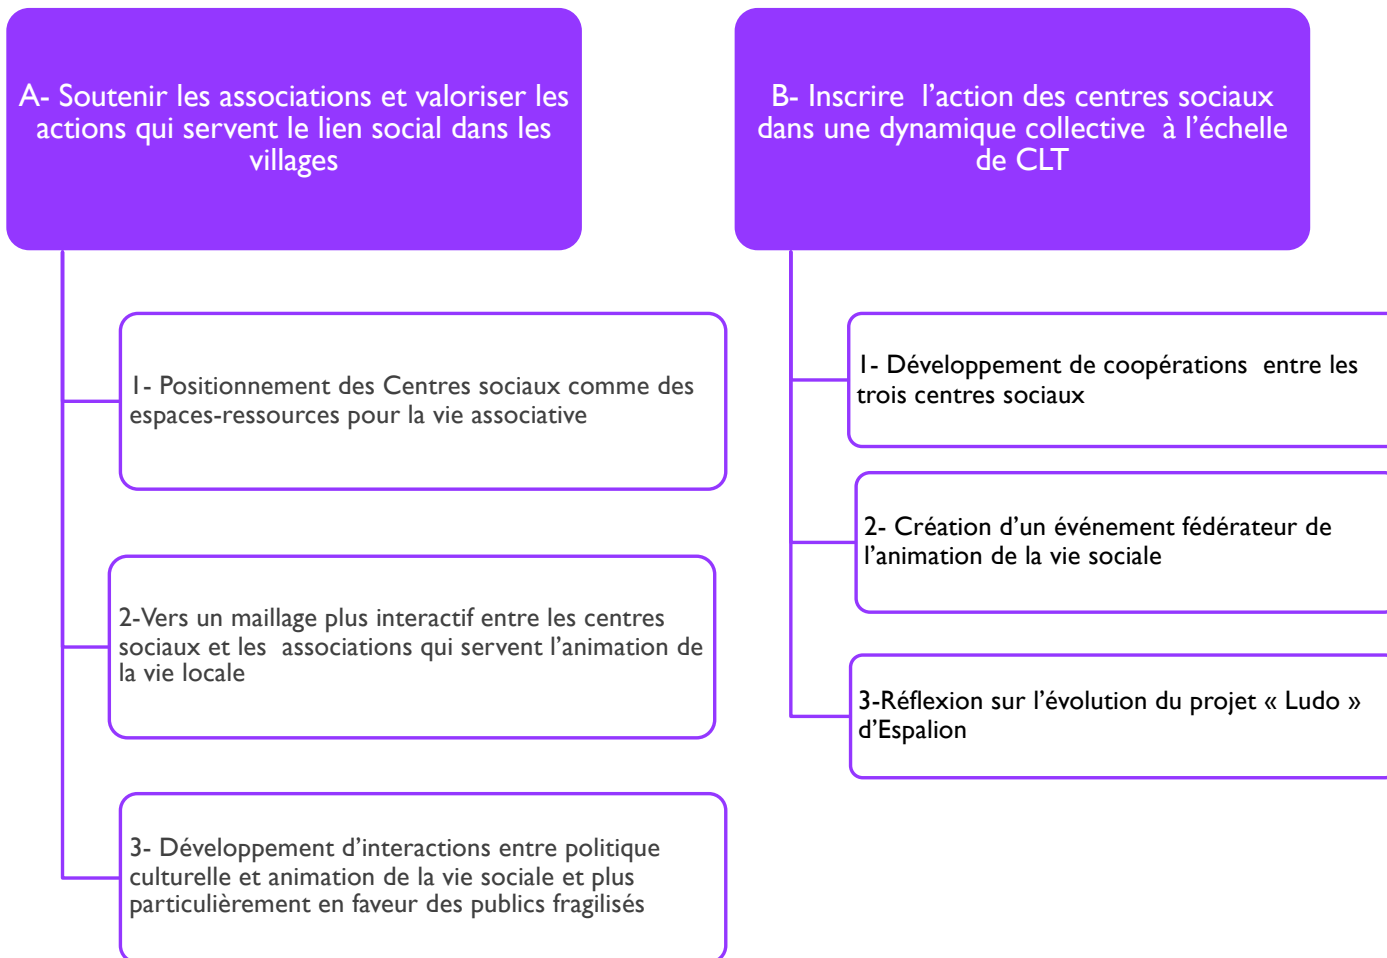 A- Soutenir les associations et valoriser les
actions qui servent le lien social dans les
villages
1- Positionnement des Centres sociaux comme des
espaces-ressources pour la vie associative
2-Vers un maillage plus interactif entre les centres
sociaux et les  associations qui servent l’animation de
la vie locale
3- Développement d’interactions entre politique
culturelle et animation de la vie sociale et plus
particulièrement en faveur des publics fragilisés
B- Inscrire  l’action des centres sociaux
dans une dynamique collective  à l’échelle
de CLT
1- Développement de coopérations  entre les
trois centres sociaux
2- Création d’un événement fédérateur de
l’animation de la vie sociale
3-Réflexion sur l’évolution du projet « Ludo »
d’Espalion